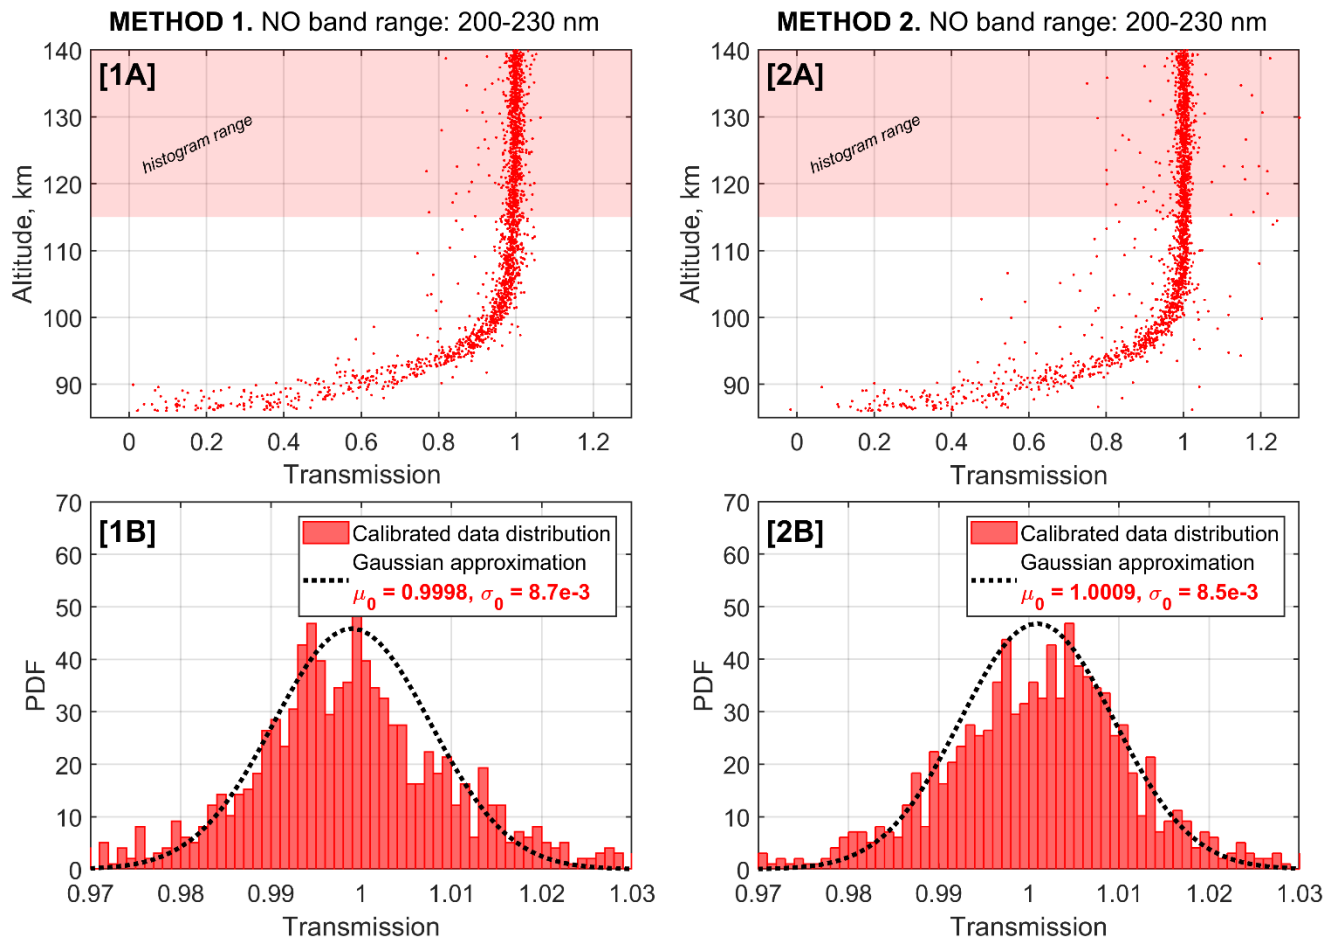 METHOD 1. NO band range: 200-230 nm
[1A]
histogram range
140
130
120
110
100
90
Altitude, km
0 0.2 0.4 0.6 0.8 1 1.2
Transmission
METHOD 2. NO band range: 200-230 nm
[2A]
histogram range
140
130
120
110
100
90
Altitude, km
0 0.2 0.4 0.6 0.8 1 1.2
Transmission
[1B]
Calibrated data distribution
Gaussian approximation
μ0 = 0.9998, σ0 = 8.7e-3
70
60
50
40
30
20
10
0
PDF
0.97 0.98 0.99 1 1.01 1.02 1.03
Transmission
[2B]
Calibrated data distribution
Gaussian approximation
μ0 = 1.0009, σ0 = 8.5e-3
70
60
50
40
30
20
10
0
PDF
0.97 0.98 0.99 1 1.01 1.02 1.03
Transmission